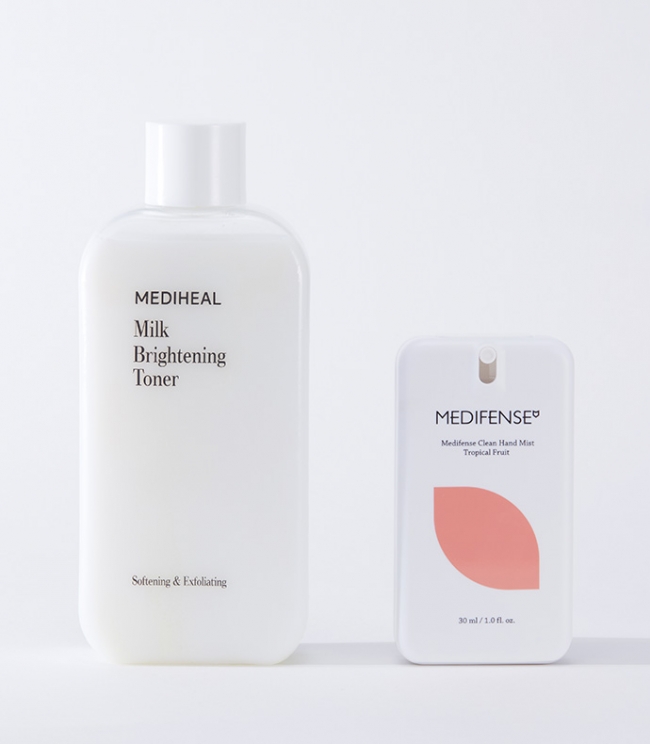 MEDIHEAL
Milk
Brightening
Toner
Softening & Exfoliating
MEDIFENSE
Medifense Clean Hand Mist
Tropical Fruit
30 ml / 1.0 fl. oz.